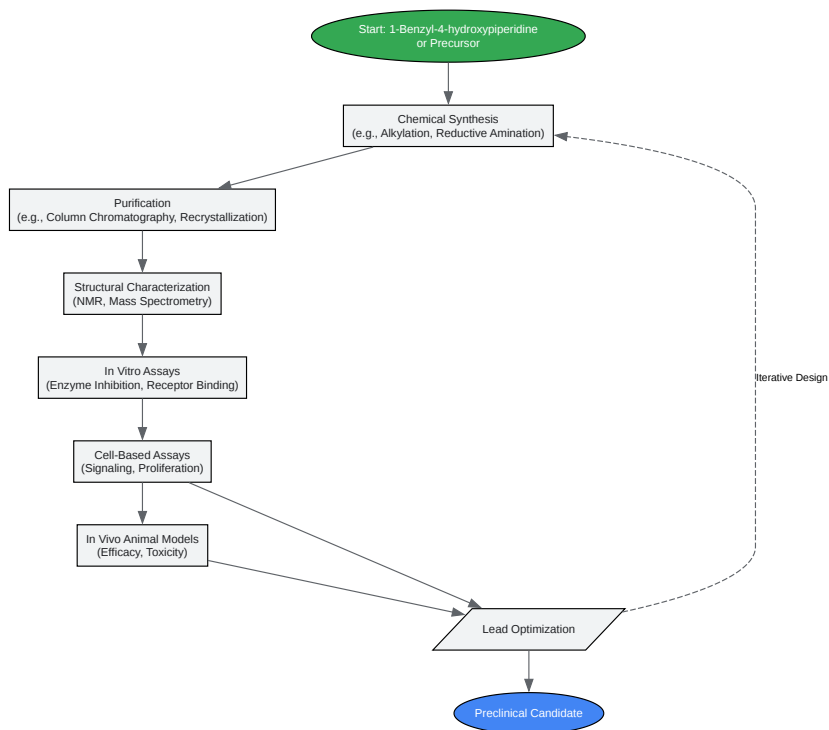 Start: 1-Benzyl-4-hydroxypiperidine
or Precursor
Chemical Synthesis
(e.g., Alkylation, Reductive Amination)
Purification
(e.g., Column Chromatography, Recrystallization)
Structural Characterization
(NMR, Mass Spectrometry)
In Vitro Assays
(Enzyme Inhibition, Receptor Binding)
Iterative Design
Cell-Based Assays
(Signaling, Proliferation)
In Vivo Animal Models
(Efficacy, Toxicity)
Lead Optimization
Preclinical Candidate